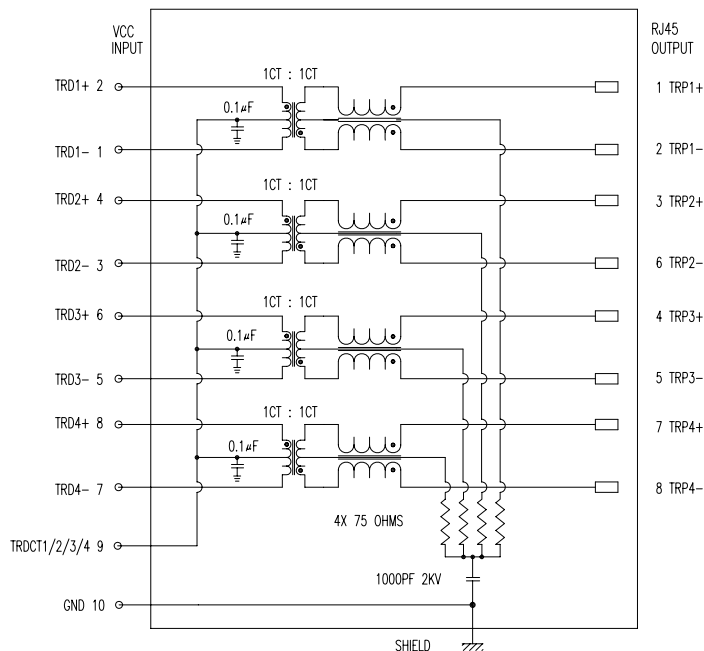 VCC
INPUT
RJ45
OUTPUT
1CT : 1CT
TRD1+ 2
0.1µF
1 TRP1+
TRD1- 1
2 TRP1-
1CT : 1CT
TRD2+ 4
0.1µF
3 TRP2+
TRD2- 3
6 TRP2-
1CT : 1CT
TRD3+ 6
0.1µF
4 TRP3+
TRD3- 5
5 TRP3-
1CT : 1CT
TRD4+ 8
0.1µF
7 TRP4+
TRD4- 7
8 TRP4-
4X 75 OHMS
TRDCT1/2/3/4 9
1000PF 2KV
GND 10
SHIELD